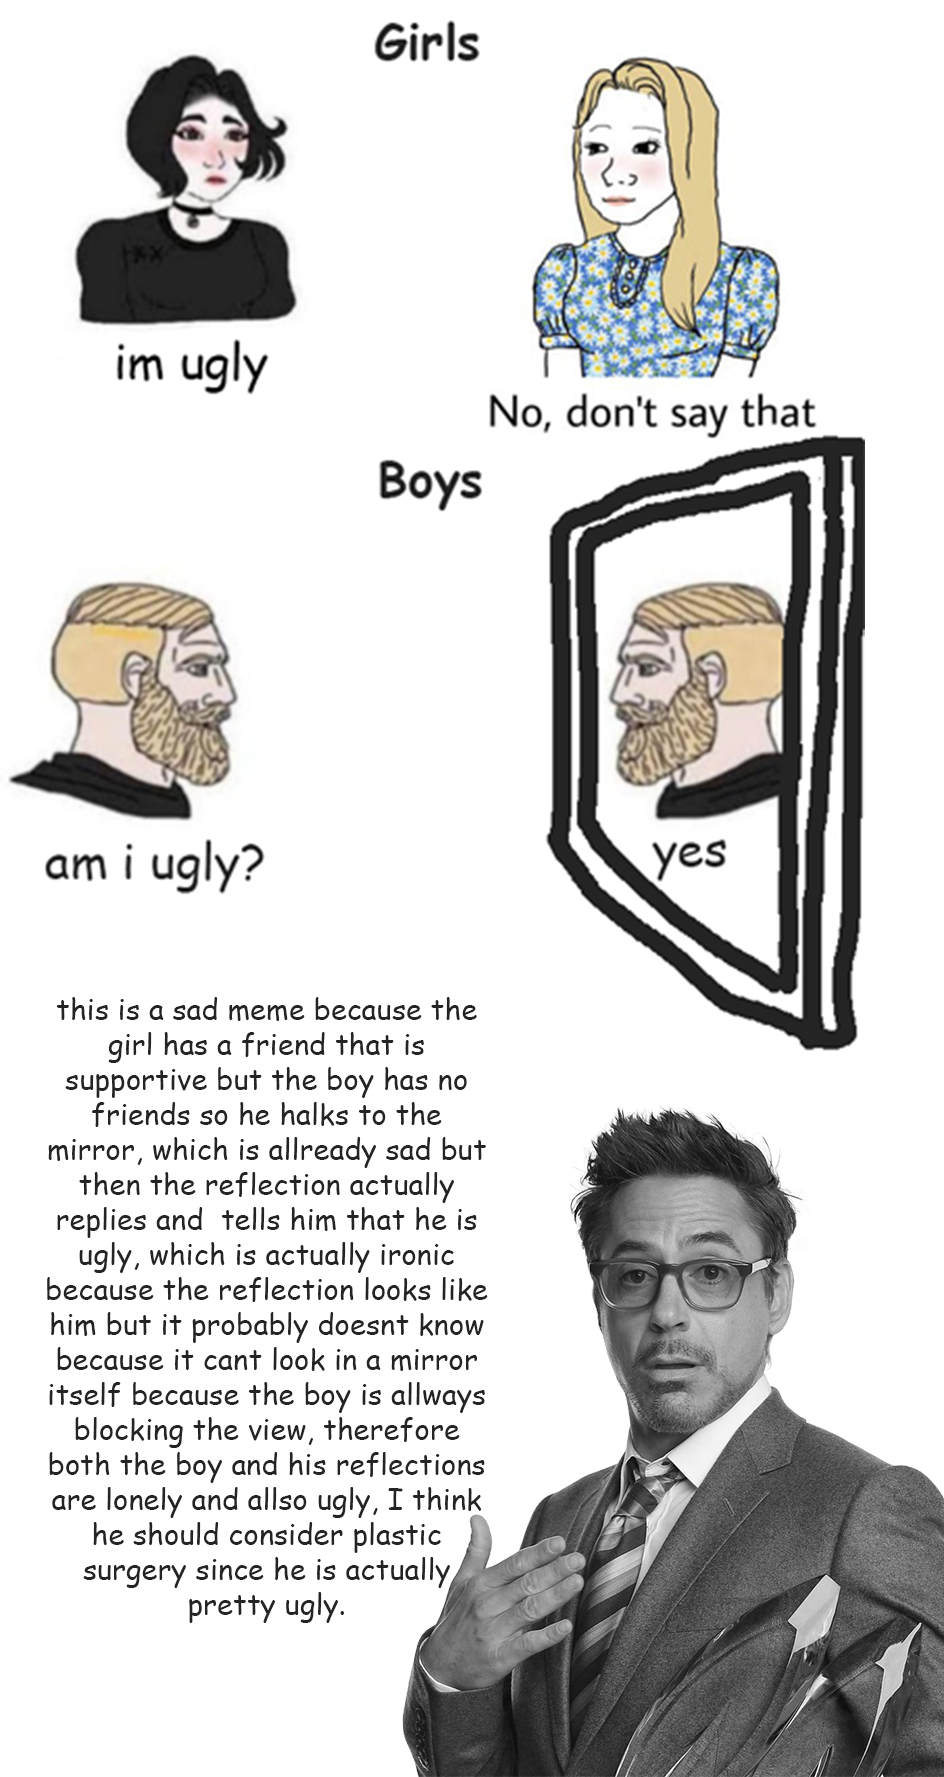 Girls
im ugly
No, don't say that
Boys
am i ugly?
yes
this is a sad meme because the
girl has a friend that is
supportive but the boy has no
friends so he halks to the
mirror, which is allready sad but
then the reflection actually
replies and  tells him that he is
ugly, which is actually ironic
because the reflection looks like
him but it probably doesnt know
because it cant look in a mirror
itself because the boy is allways
blocking the view, therefore
both the boy and his reflections
are lonely and allso ugly, I think
he should consider plastic
surgery since he is actually
pretty ugly.